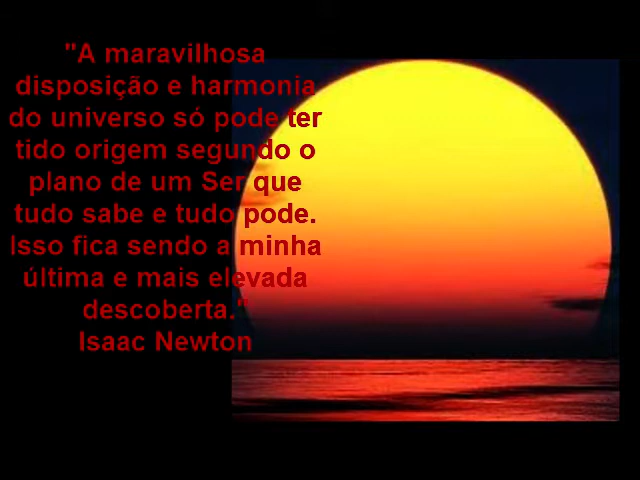 "A maravilhosa
disposição e harmonia
do universo só pode ter
tido origem segundo o
plano de um Ser que
tudo sabe e tudo pode.
Isso fica sendo a minha
última e mais elevada
descoberta."
Isaac Newton